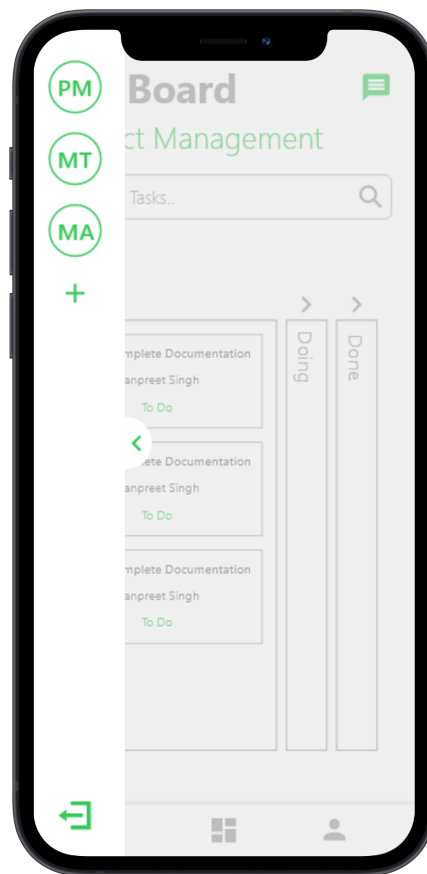 PM
Board
ct Management
MT
Tasks..
MA
+
Doing
Done
mplete Documentation
anpreet Singh
To Do
ete Documentation
anpreet Singh
To Do
mplete Documentation
anpreet Singh
To Do